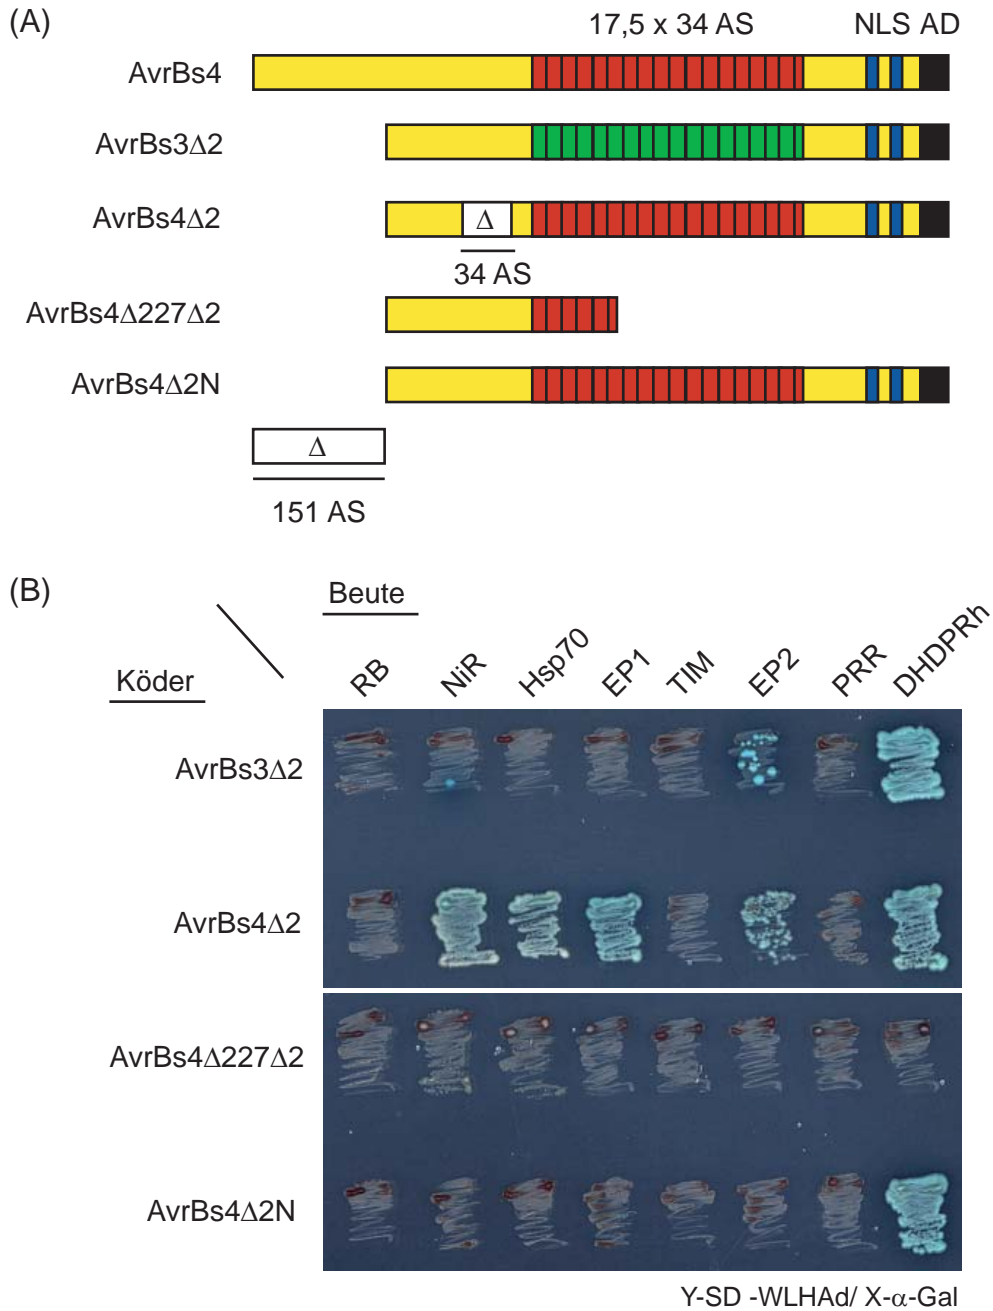 (A)
17,5 x 34 AS NLS AD
AvrBs4
AvrBs3Δ2
AvrBs4Δ2
Δ
34 AS
AvrBs4Δ227Δ2
AvrBs4Δ2N
Δ
151 AS
(B)
Beute
Köder
RB NiR Hsp70 EP1 TIM EP2 PRR DHDPRh
AvrBs3Δ2
AvrBs4Δ2
AvrBs4Δ227Δ2
AvrBs4Δ2N
Y-SD -WLHAd/ X-α-Gal